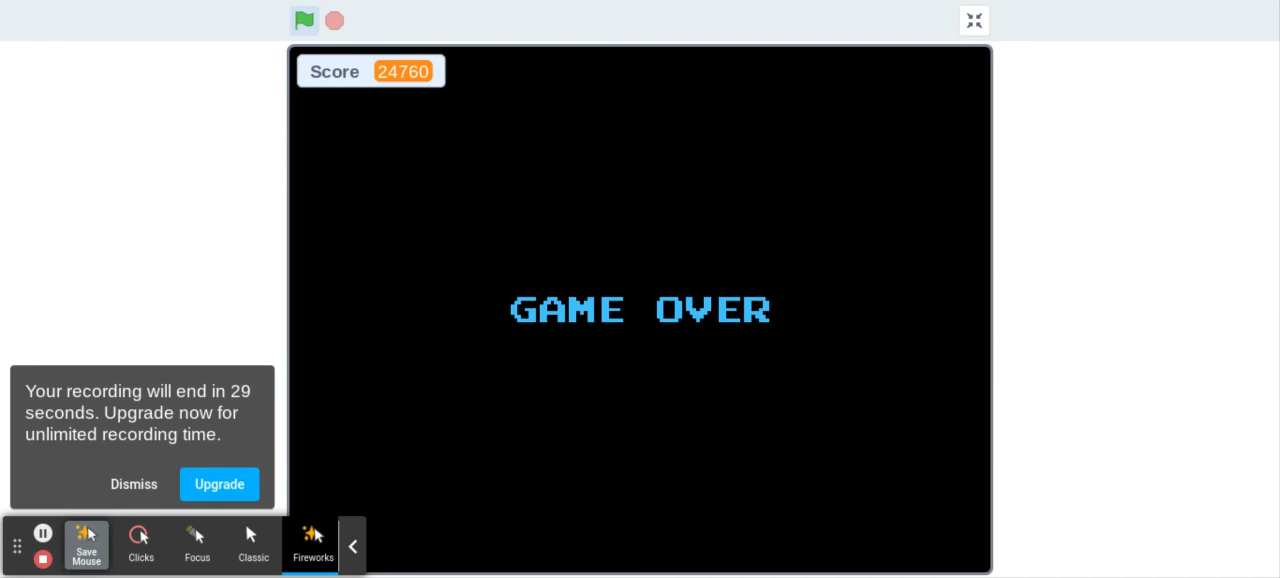 Score 24760
GAME OVER
Your recording will end in 29
seconds. Upgrade now for
unlimited recording time.
Dismiss Upgrade
Save
Mouse
Clicks
Focus
Classic
Fireworks